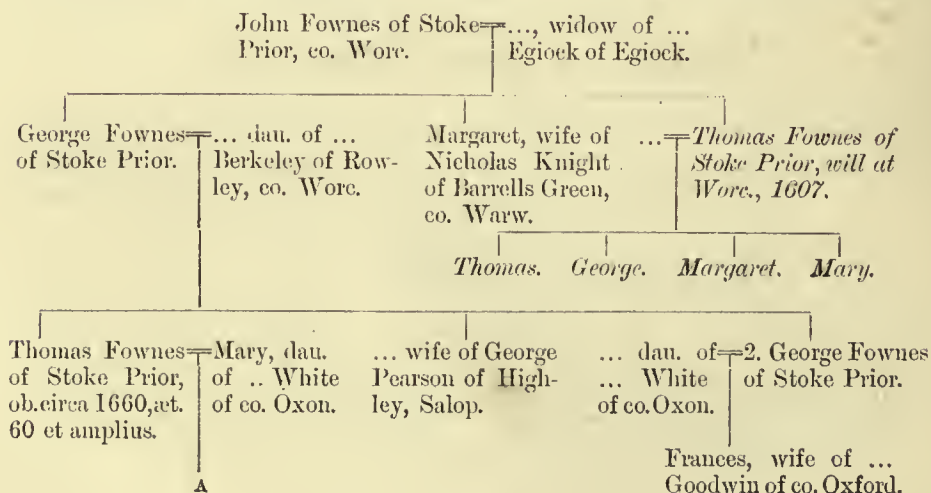 John Fownes of Stoke Prior, co. Worc.
..., widow of ... Egiock of Egiock.
George Fownes
of Stoke Prior.
... dau. of ...
Berkeley of Row-
ley, co. Worc.
Margaret, wife of
Nicholas Knight
of Barrells Green,
co. Warw.
...
Thomas Fownes of
Stoke Prior, will at
Worc., 1607.
Thomas. George. Margaret. Mary.
Thomas Fownes
of Stoke Prior,
ob. circa 1660, æt.
60 et amplius.
Mary, dau.
of .. White
of co. Oxon.
... wife of George
Pearson of High-
ley, Salop.
... dau. of
... White
of co. Oxon.
2. George Fownes
of Stoke Prior.
A
Frances, wife of ...
Goodwin of co. Oxford.